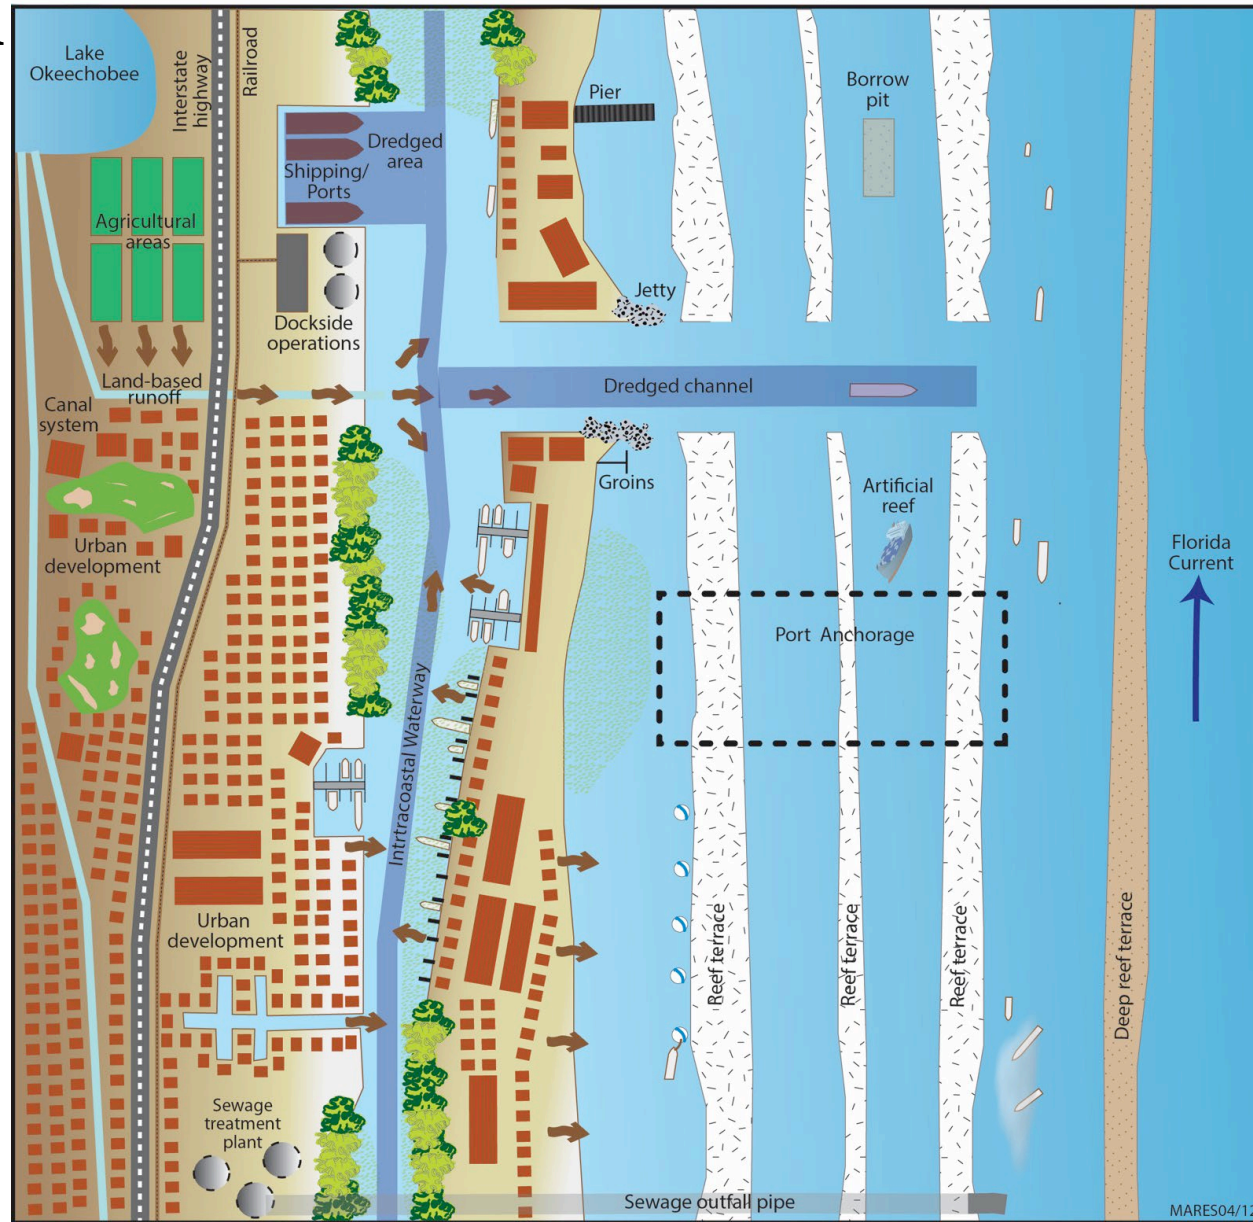 Lake
Okeechobee
Interstate
highway
Railroad
Pier
Borrow
pit
Dredged
area
Shipping/
Ports
Agricultural
areas
Jetty
Dockside
operations
Land-based
runoff
Dredged channel
Canal
system
Groins
Artificial
reef
Urban
development
Florida
Current
Port Anchorage
Intrtracoastal Waterway
Reef terrace
Reef terrace
Reef terrace
Deep reef terrace
Urban
development
Sewage
treatment
plant
Sewage outfall pipe
MARES04/12